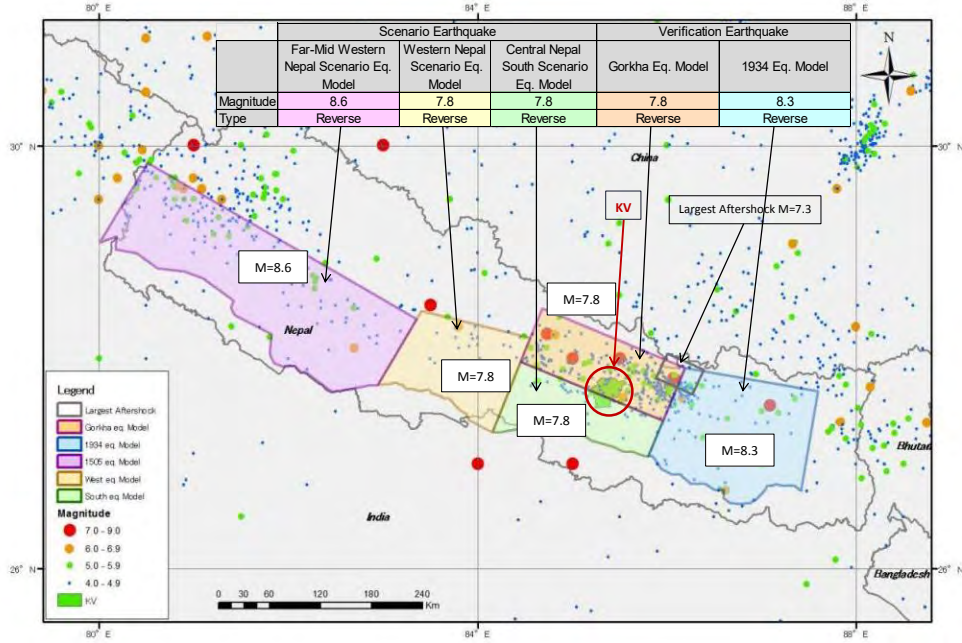 80° E 84° E 88° E
Scenario Earthquake Verification Earthquake
Far-Mid Western Nepal Scenario Eq. Model
Western Nepal Scenario Eq. Model
Central Nepal South Scenario Eq. Model
Gorkha Eq. Model
1934 Eq. Model
Magnitude 8.6 7.8 7.8 7.8 8.3
Type Reverse Reverse Reverse Reverse Reverse
N
30° N 30° N
China
KV
Largest Aftershock M=7.3
M=8.6
M=7.8
Nepal
M=7.8
M=7.8
M=8.3
Bhutan
India
Bangladesh
26° N 26° N
Legend
Largest Aftershock
Gorkha eq. Model
1934 eq. Model
1505 eq. Model
West eq. Model
South eq. Model
Magnitude
7.0 - 9.0
6.0 - 6.9
5.0 - 5.9
4.0 - 4.9
KV
0 30 60 120 180 240
Km
80° E 84° E 88° E